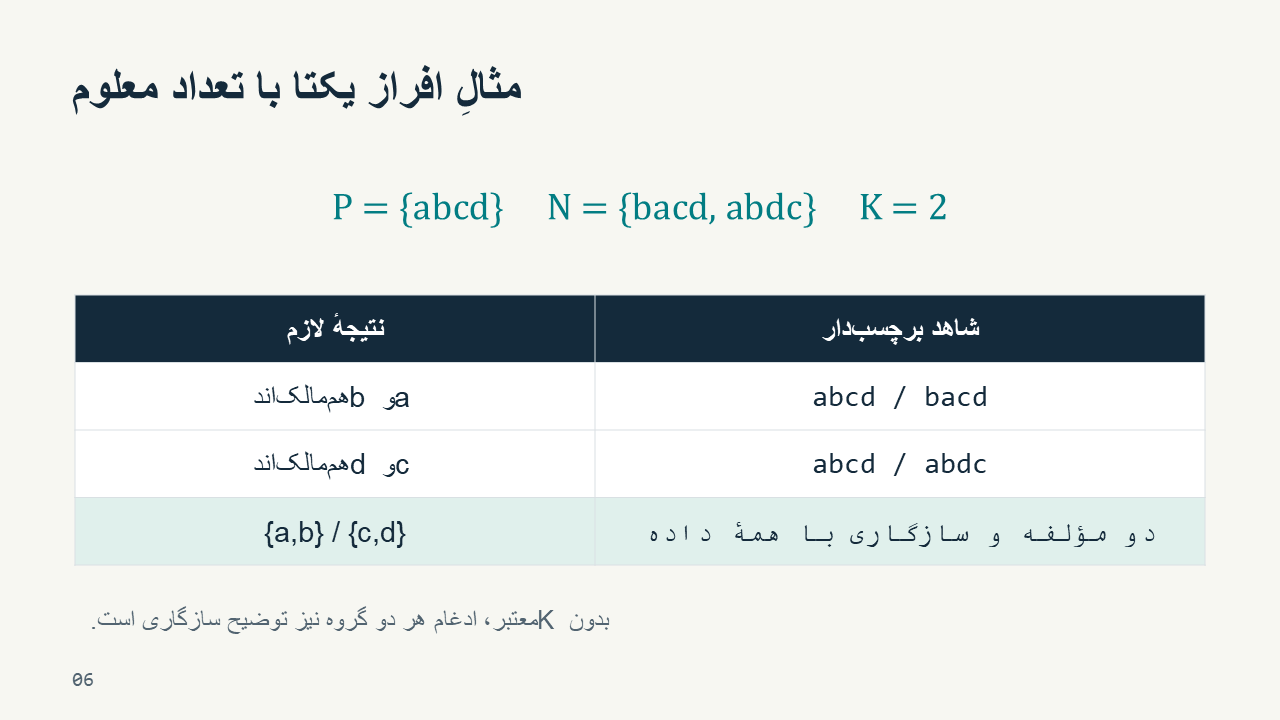 مثالِ افراز یکتا با تعداد معلوم
P = {abcd} N = {bacd, abdc} K = 2
شاهد برچسب‌دار
نتیجهٔ لازم
abcd / bacd
a و b هم‌مالک‌اند
abcd / abdc
c و d هم‌مالک‌اند
دو مؤلفه و سازگاری با همهٔ داده
{a,b} / {c,d}
بدون K معتبر، ادغام هر دو گروه نیز توضیح سازگاری است.
06